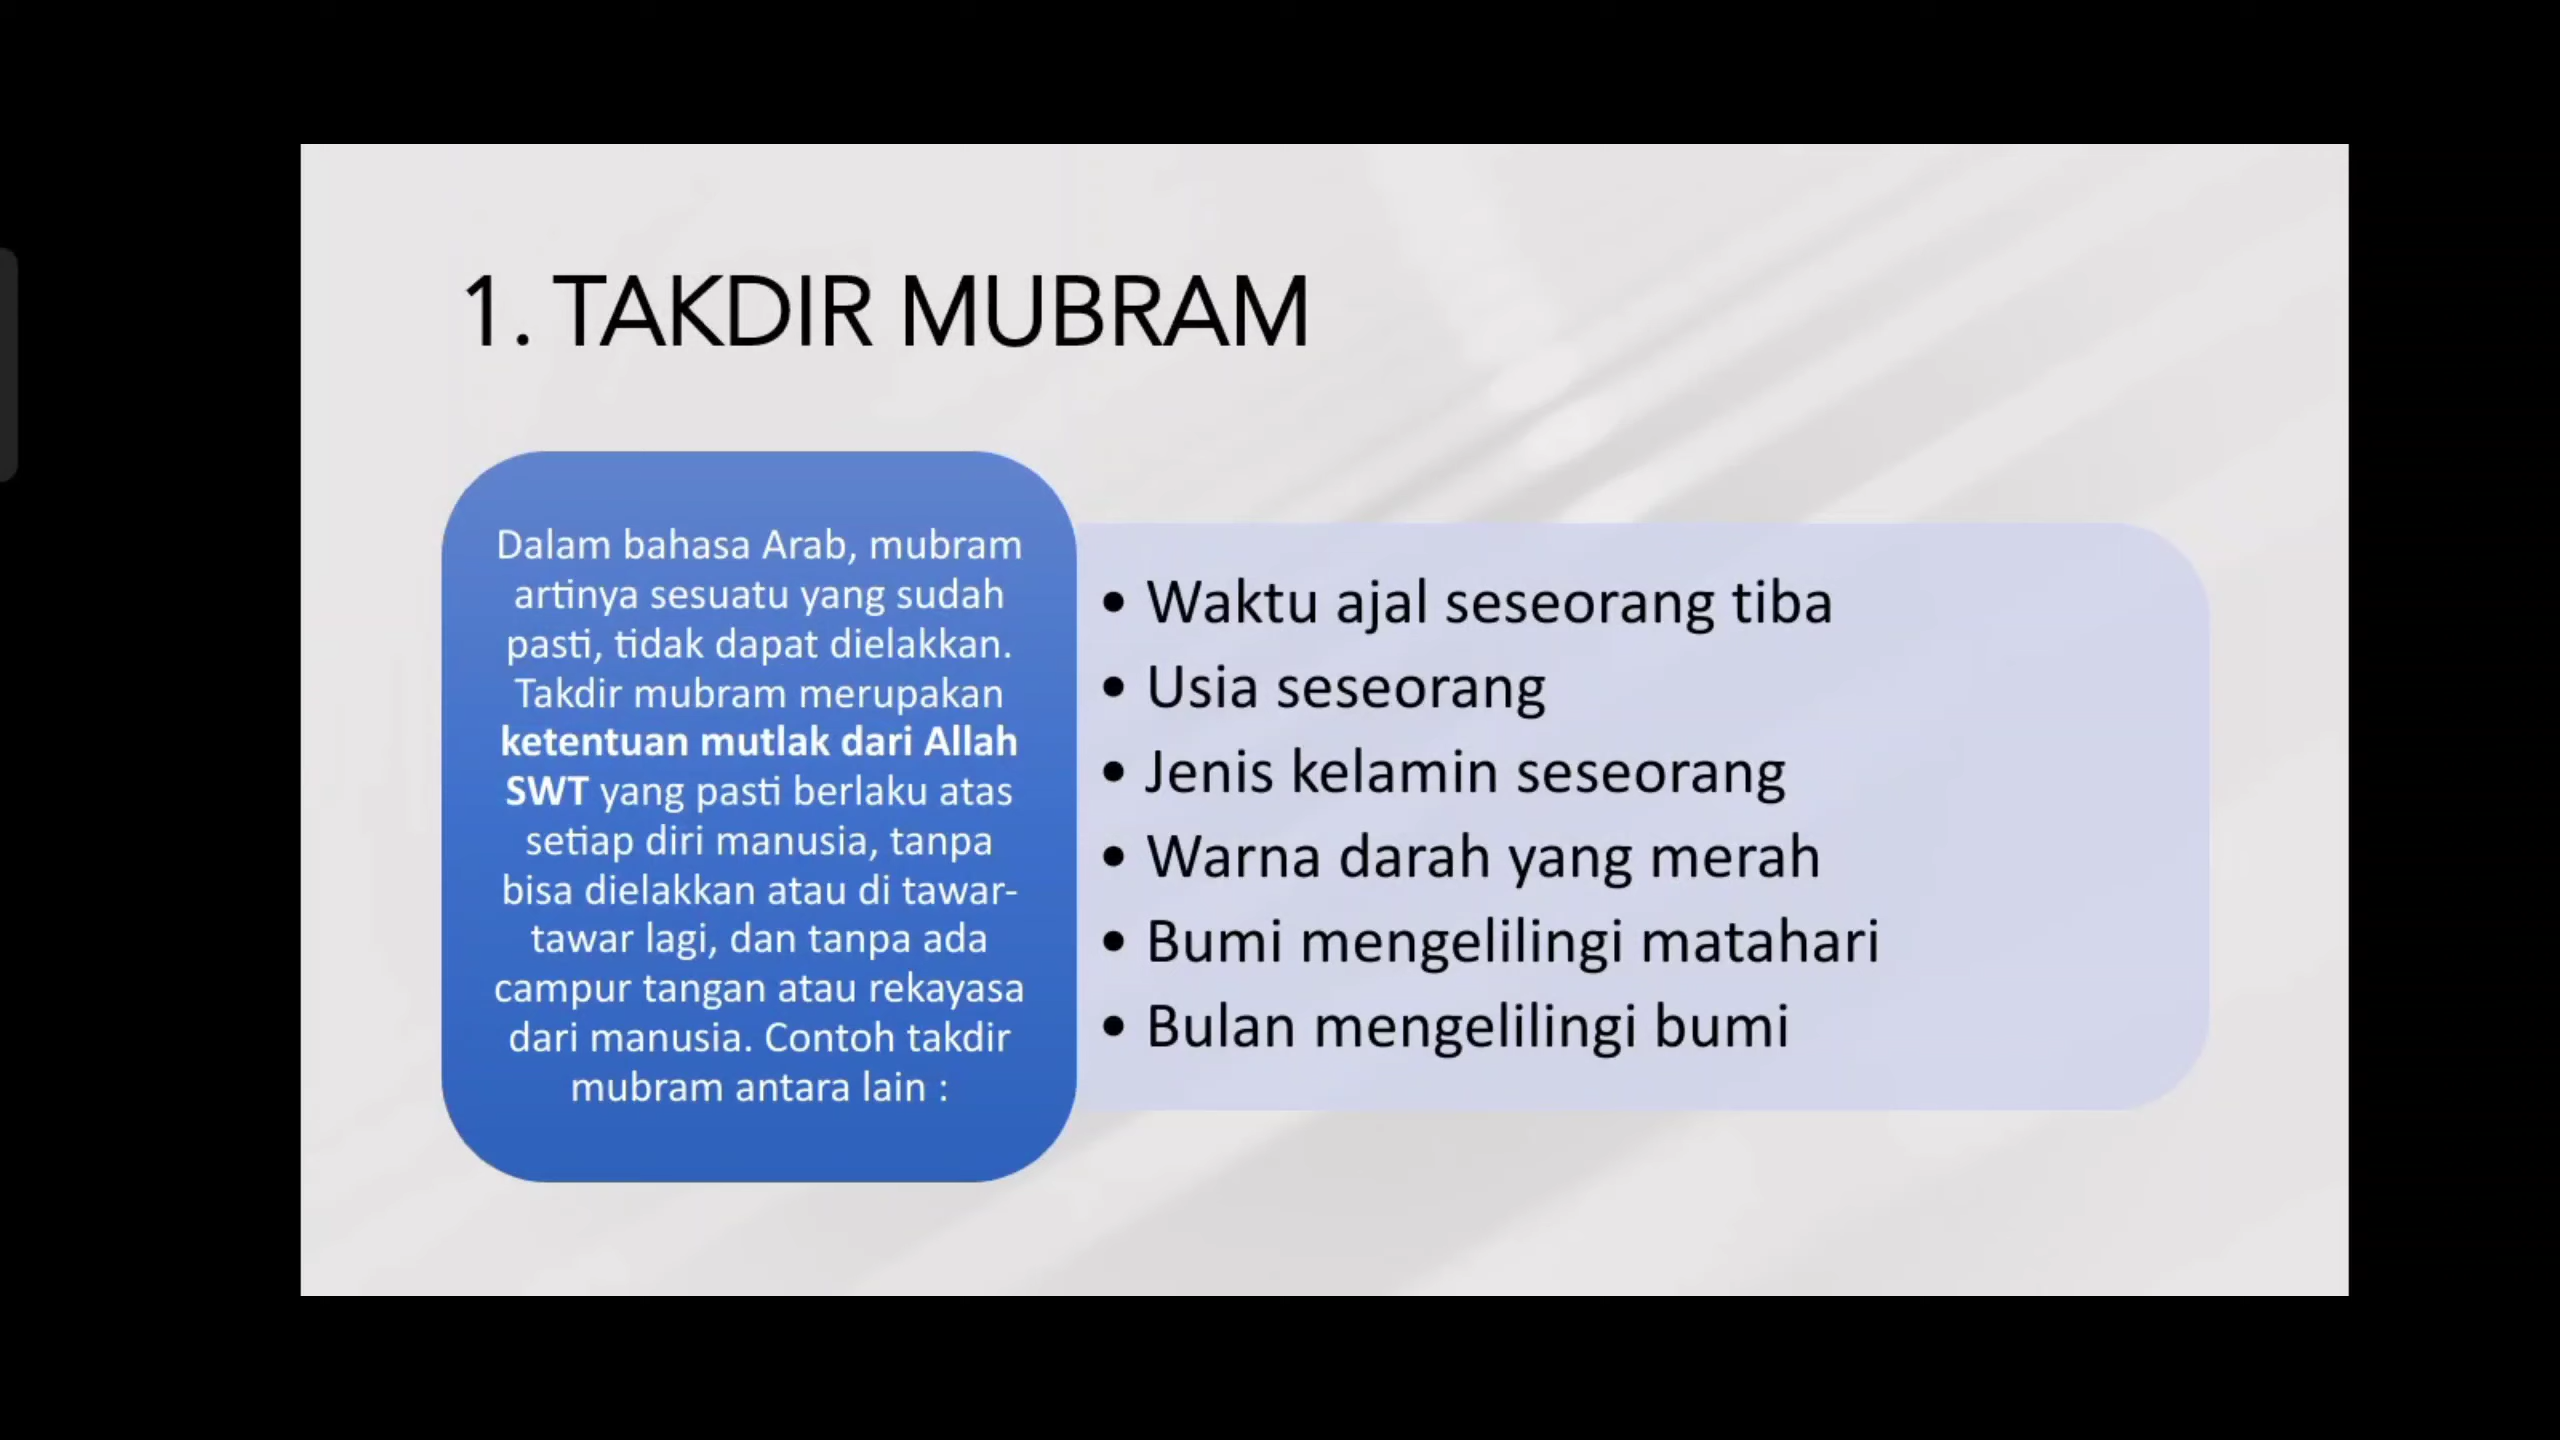 1. TAKDIR MUBRAM
Dalam bahasa Arab, mubram
artinya sesuatu yang sudah
pasti, tidak dapat dielakkan.
Takdir mubram merupakan
ketentuan mutlak dari Allah
SWT yang pasti berlaku atas
setiap diri manusia, tanpa
bisa dielakkan atau di tawar-
tawar lagi, dan tanpa ada
campur tangan atau rekayasa
dari manusia. Contoh takdir
mubram antara lain :
• Waktu ajal seseorang tiba
• Usia seseorang
• Jenis kelamin seseorang
• Warna darah yang merah
• Bumi mengelilingi matahari
• Bulan mengelilingi bumi